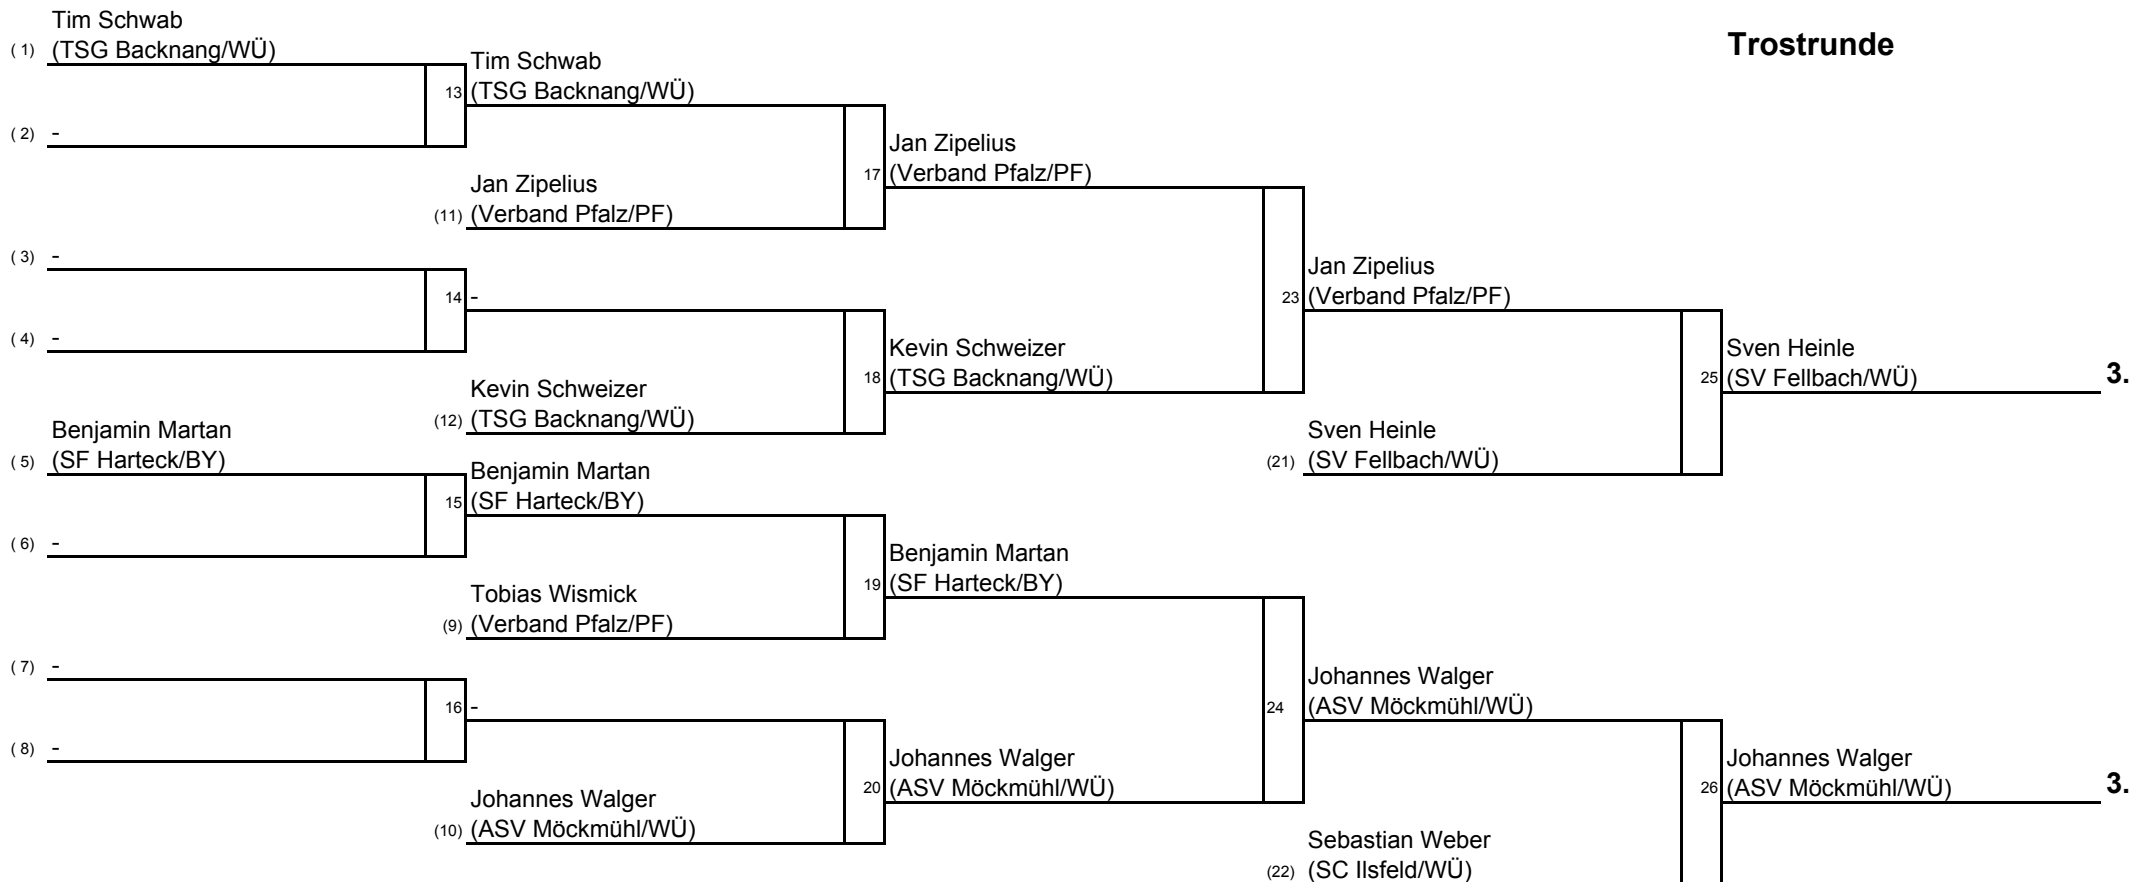 Trostrunde
Tim Schwab
( 1) (TSG Backnang/WÜ)
( 2) -
( 3) -
( 4) -
Benjamin Martan
( 5) (SF Harteck/BY)
( 6) -
( 7) -
( 8) -
Tim Schwab
13 (TSG Backnang/WÜ)
Jan Zipelius
(11) (Verband Pfalz/PF)
14 -
Kevin Schweizer
(12) (TSG Backnang/WÜ)
Benjamin Martan
15 (SF Harteck/BY)
Tobias Wismick
(9) (Verband Pfalz/PF)
16 -
Johannes Walger
(10) (ASV Möckmühl/WÜ)
Jan Zipelius
17 (Verband Pfalz/PF)
Kevin Schweizer
18 (TSG Backnang/WÜ)
Benjamin Martan
19 (SF Harteck/BY)
Johannes Walger
20 (ASV Möckmühl/WÜ)
Jan Zipelius
23 (Verband Pfalz/PF)
Sven Heinle
(21) (SV Fellbach/WÜ)
Johannes Walger
24 (ASV Möckmühl/WÜ)
Sebastian Weber
(22) (SC Ilsfeld/WÜ)
Sven Heinle
25 (SV Fellbach/WÜ) 3.
Johannes Walger
26 (ASV Möckmühl/WÜ) 3.